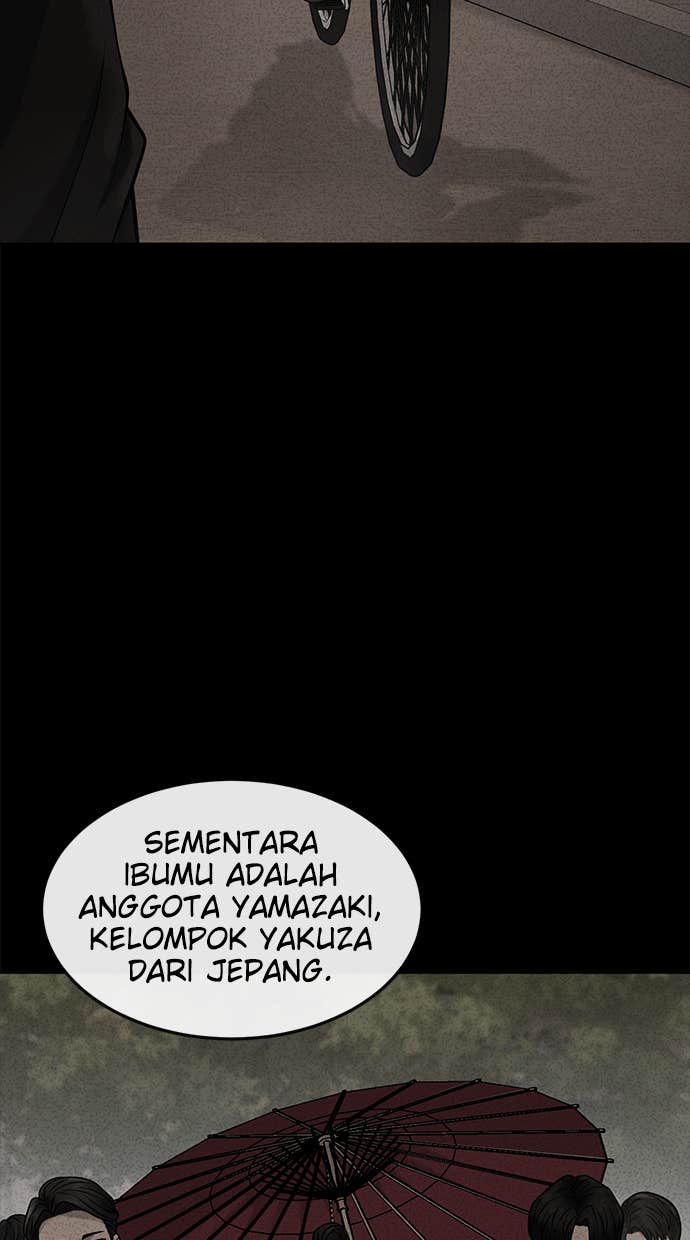 SEMENTARA
IBUMU ADALAH
ANGGOTA YAMAZAKI,
KELOMPOK YAKUZA
DARI JEPANG.